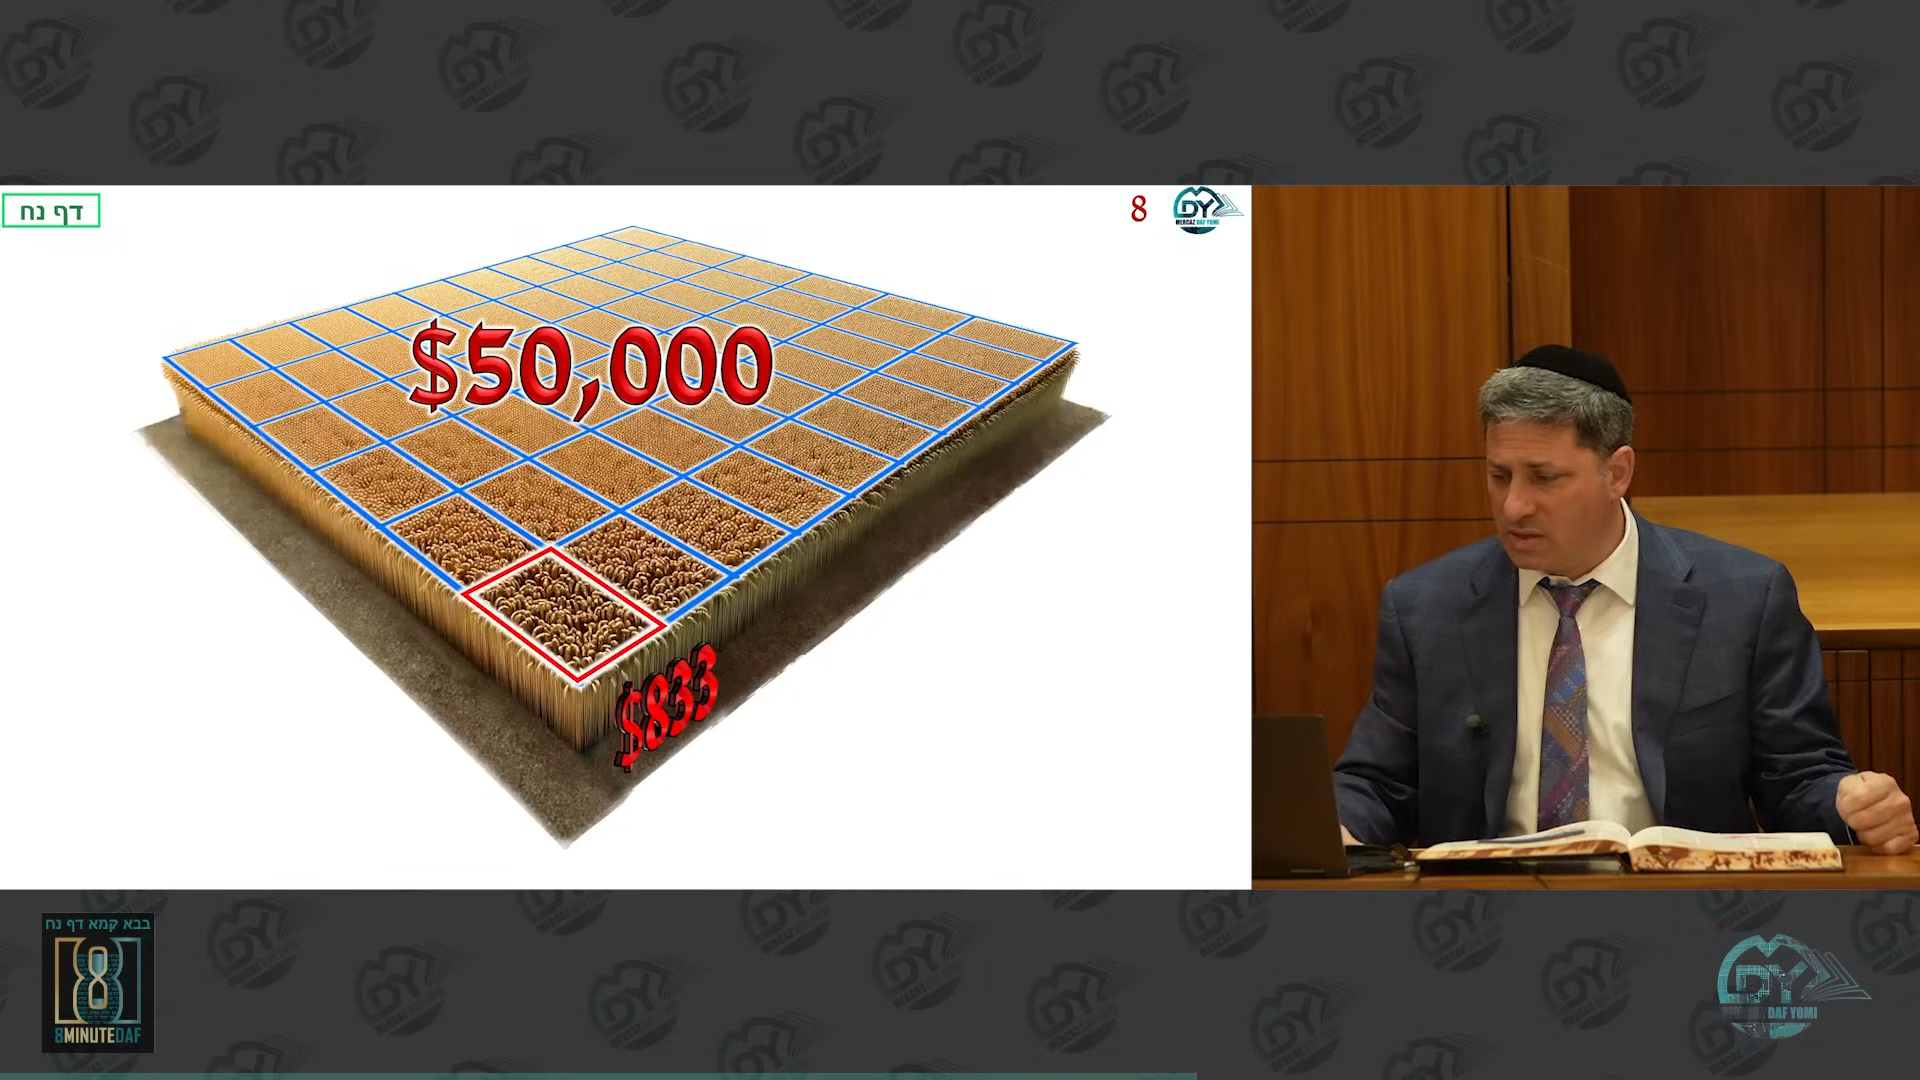 דף נח
8
DY
MERCAZ DAF YOMI
$50,000
$833
בבא קמא דף נח
8
8MINUTEDAF
DY
MERCAZ DAF YOMI